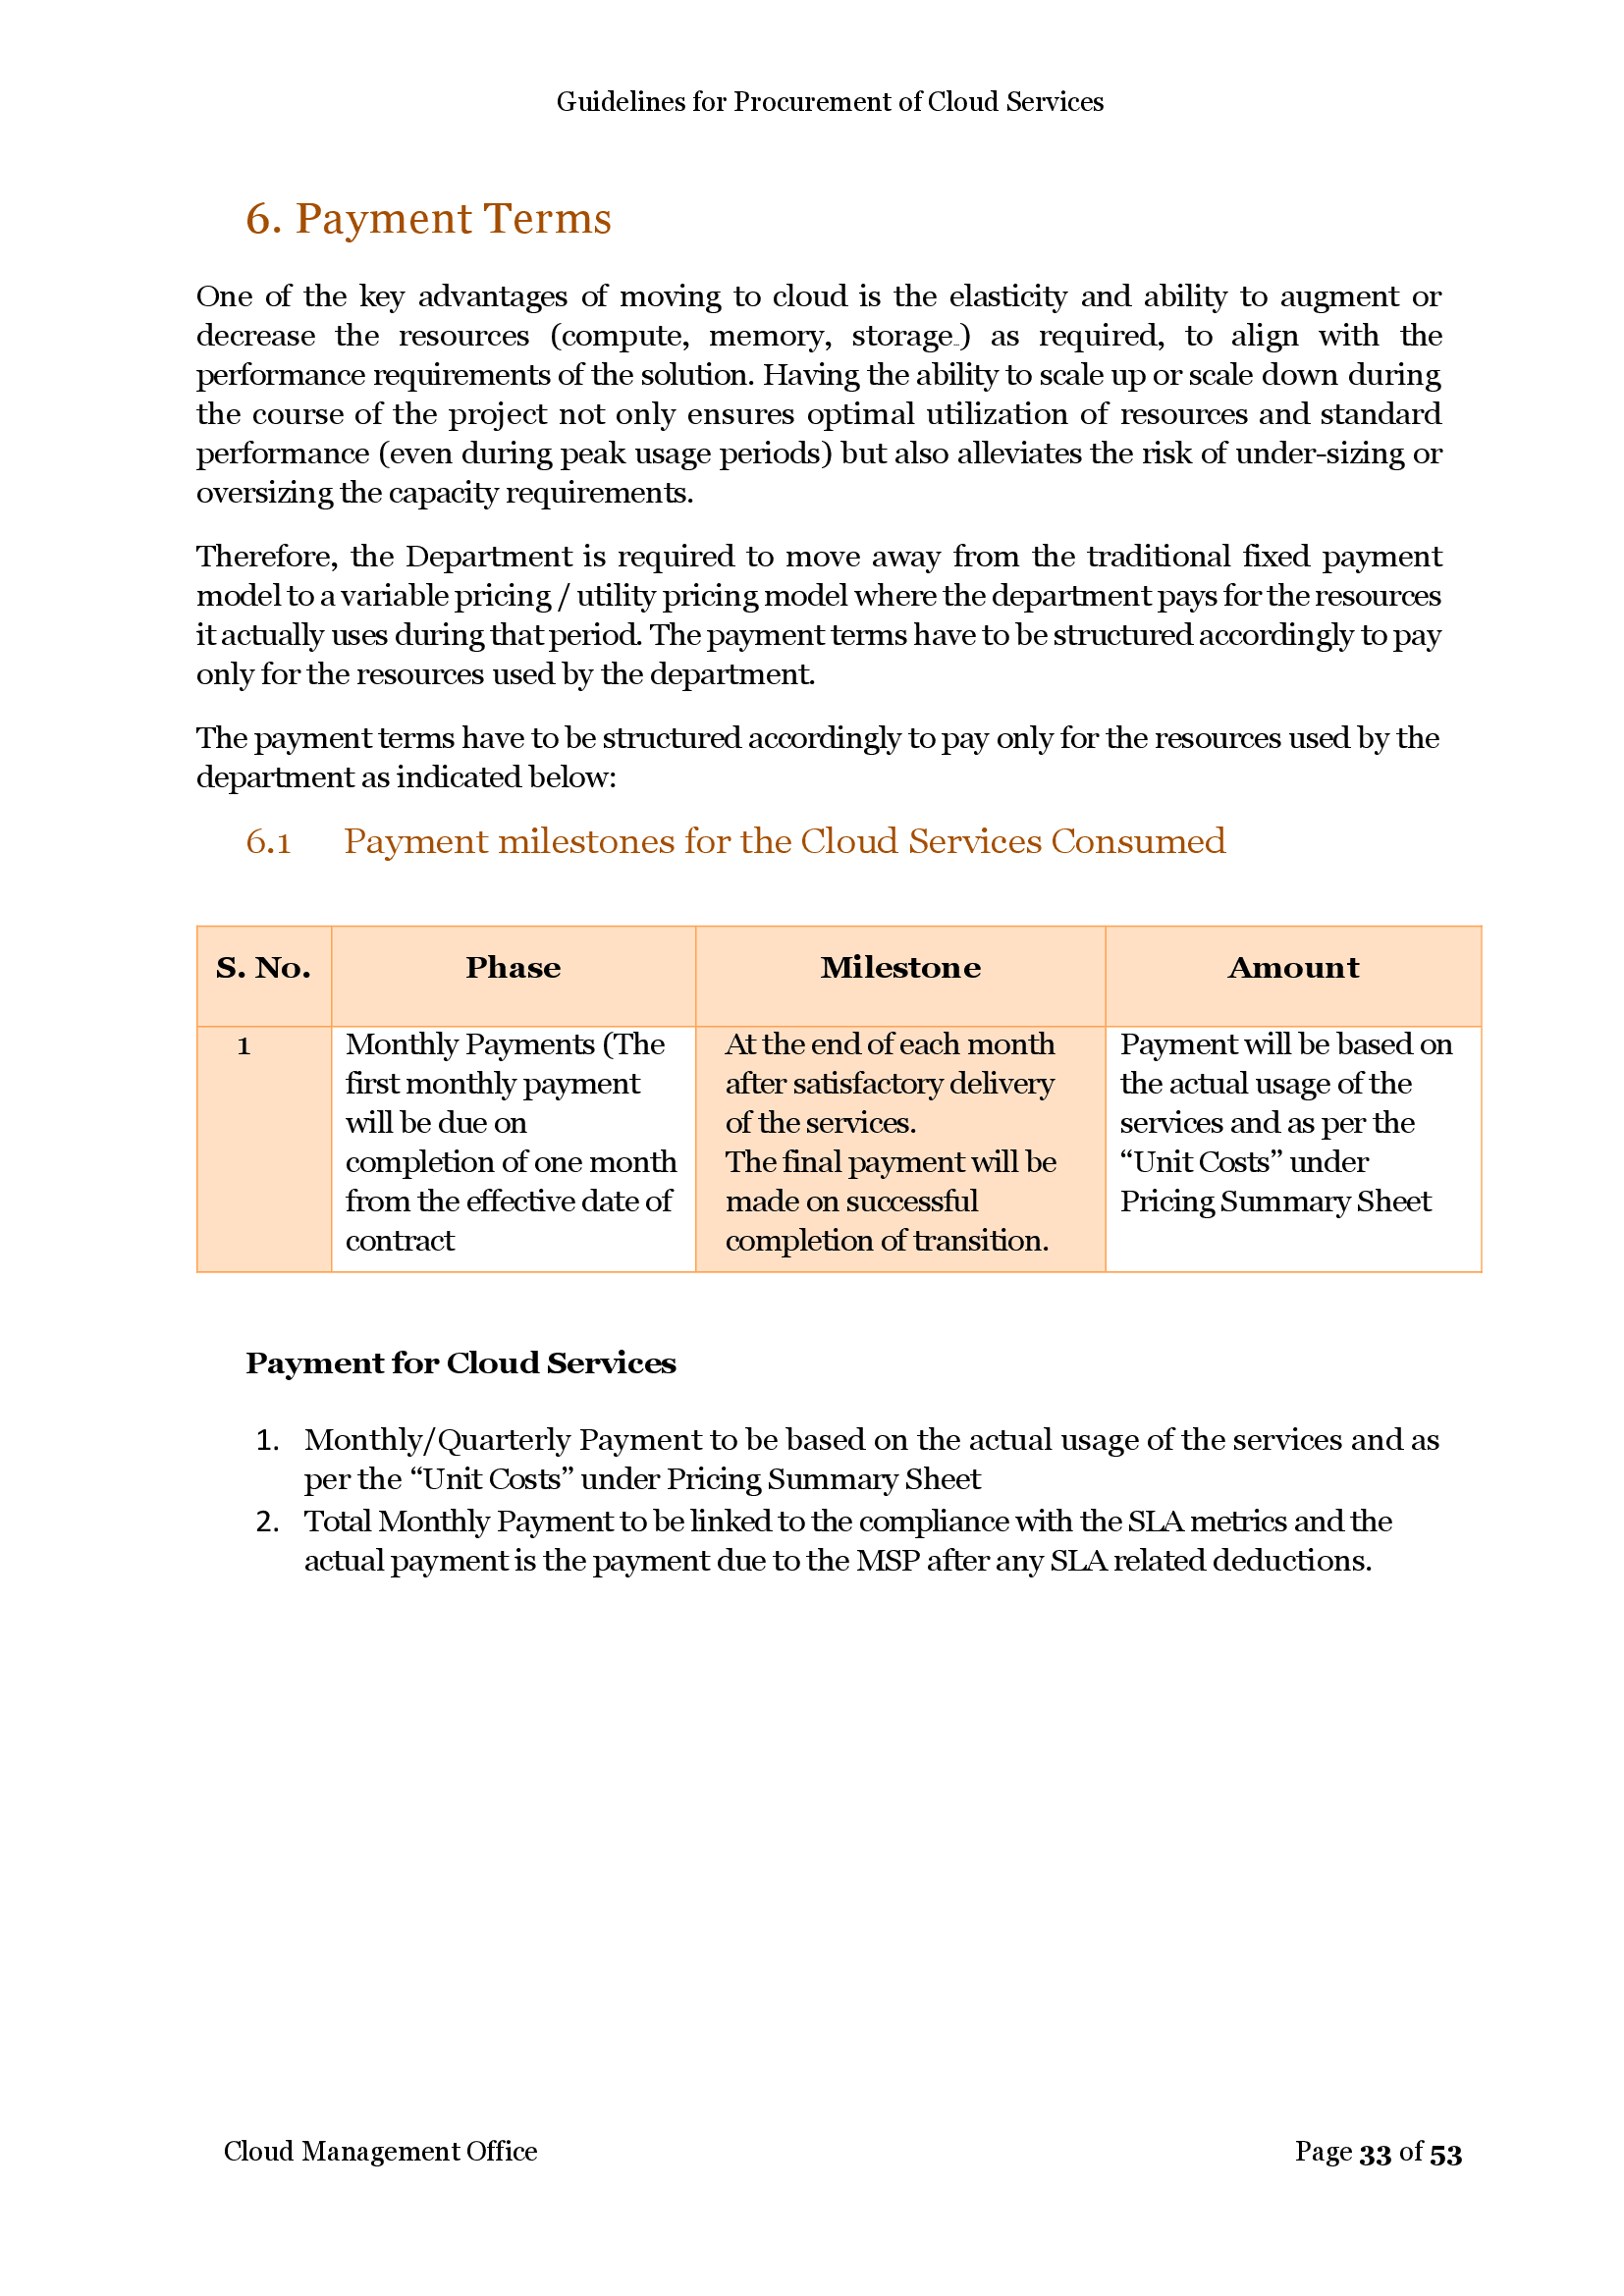 Guidelines for Procurement of Cloud Services
6. Payment Terms
One of the key advantages of moving to cloud is the elasticity and ability to augment or
decrease the resources (compute, memory, storage..) as required, to align with the
performance requirements of the solution. Having the ability to scale up or scale down during
the course of the project not only ensures optimal utilization of resources and standard
performance (even during peak usage periods) but also alleviates the risk of under-sizing or
oversizing the capacity requirements.
Therefore, the Department is required to move away from the traditional fixed payment
model to a variable pricing / utility pricing model where the department pays for the resources
it actually uses during that period. The payment terms have to be structured accordingly to pay
only for the resources used by the department.
The payment terms have to be structured accordingly to pay only for the resources used by the
department as indicated below:
6.1 Payment milestones for the Cloud Services Consumed
S. No. Phase Milestone Amount
1
Monthly Payments (The
first monthly payment
will be due on
completion of one month
from the effective date of
contract
At the end of each month
after satisfactory delivery
of the services.
The final payment will be
made on successful
completion of transition.
Payment will be based on
the actual usage of the
services and as per the
“Unit Costs” under
Pricing Summary Sheet
Payment for Cloud Services
1. Monthly/Quarterly Payment to be based on the actual usage of the services and as
per the “Unit Costs” under Pricing Summary Sheet
2. Total Monthly Payment to be linked to the compliance with the SLA metrics and the
actual payment is the payment due to the MSP after any SLA related deductions.
Cloud Management Office Page 33 of 53